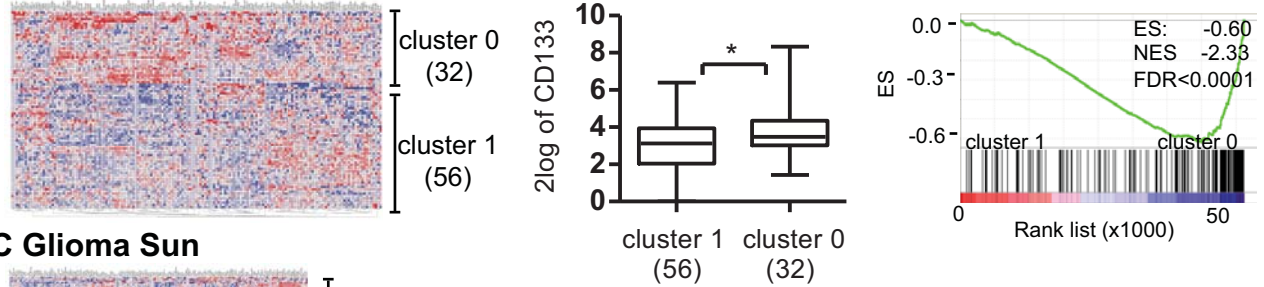 cluster 0
(32)
cluster 1
(56)
2log of CD133
10
8
6
4
2
0
*
cluster 1
(56)
cluster 0
(32)
ES
0.0
-0.3
-0.6
ES: -0.60
NES -2.33
FDR<0.0001
cluster 1
cluster 0
0
50
Rank list (x1000)
C Glioma Sun